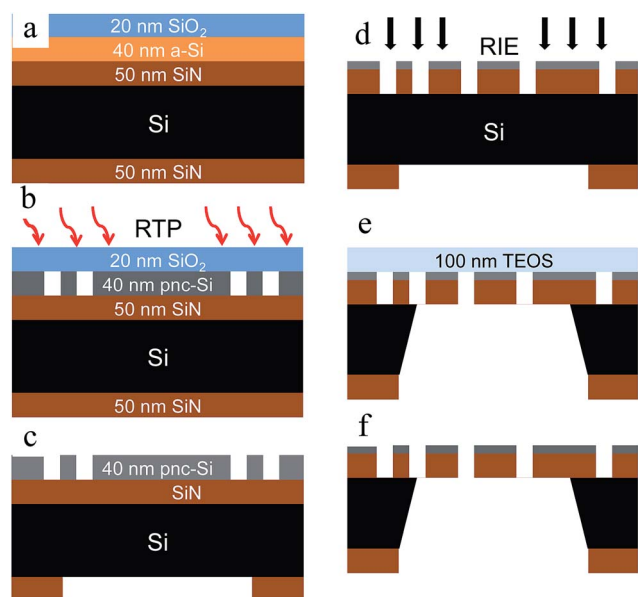 a
20 nm SiO₂
40 nm a-Si
50 nm SiN
Si
50 nm SiN
b
RTP
20 nm SiO₂
40 nm pnc-Si
50 nm SiN
Si
50 nm SiN
c
40 nm pnc-Si
SiN
Si
d
RIE
Si
e
100 nm TEOS
f